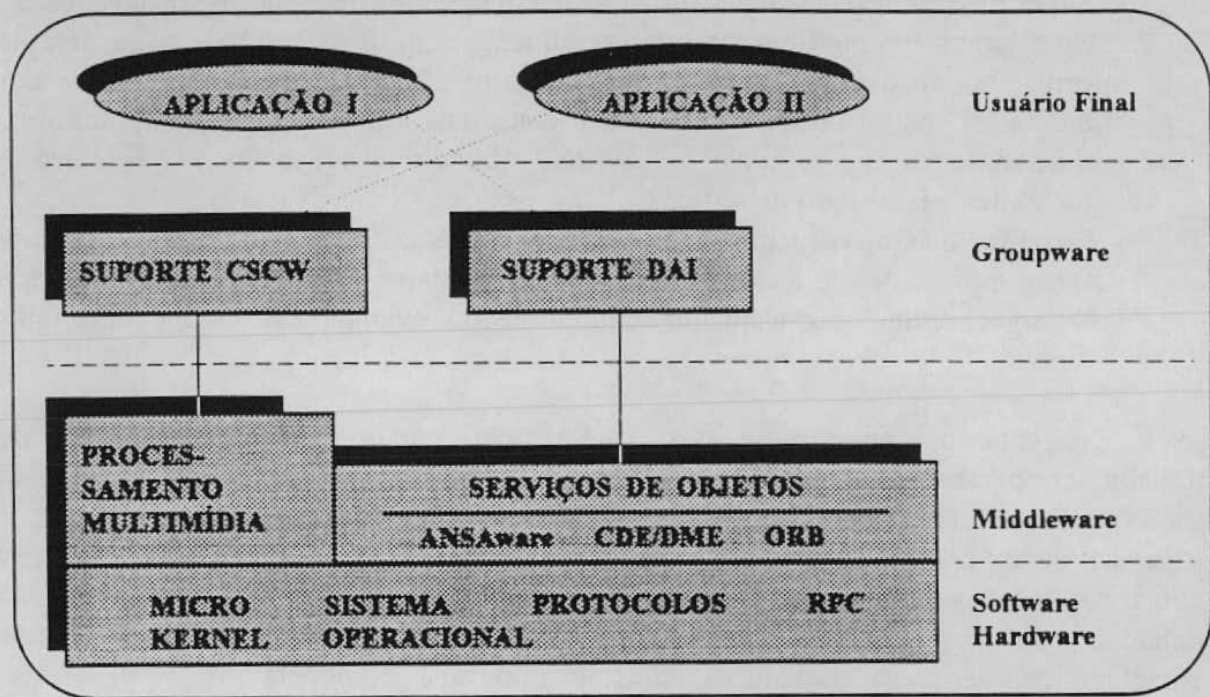 APLICAÇÃO I
APLICAÇÃO II
Usuário Final
SUPORTE CSCW
SUPORTE DAI
Groupware
PROCES-
SAMENTO
MULTIMÍDIA
SERVIÇOS DE OBJETOS
ANSAware CDE/DME ORB
Middleware
MICRO SISTEMA PROTOCOLOS RPC
KERNEL OPERACIONAL
Software
Hardware